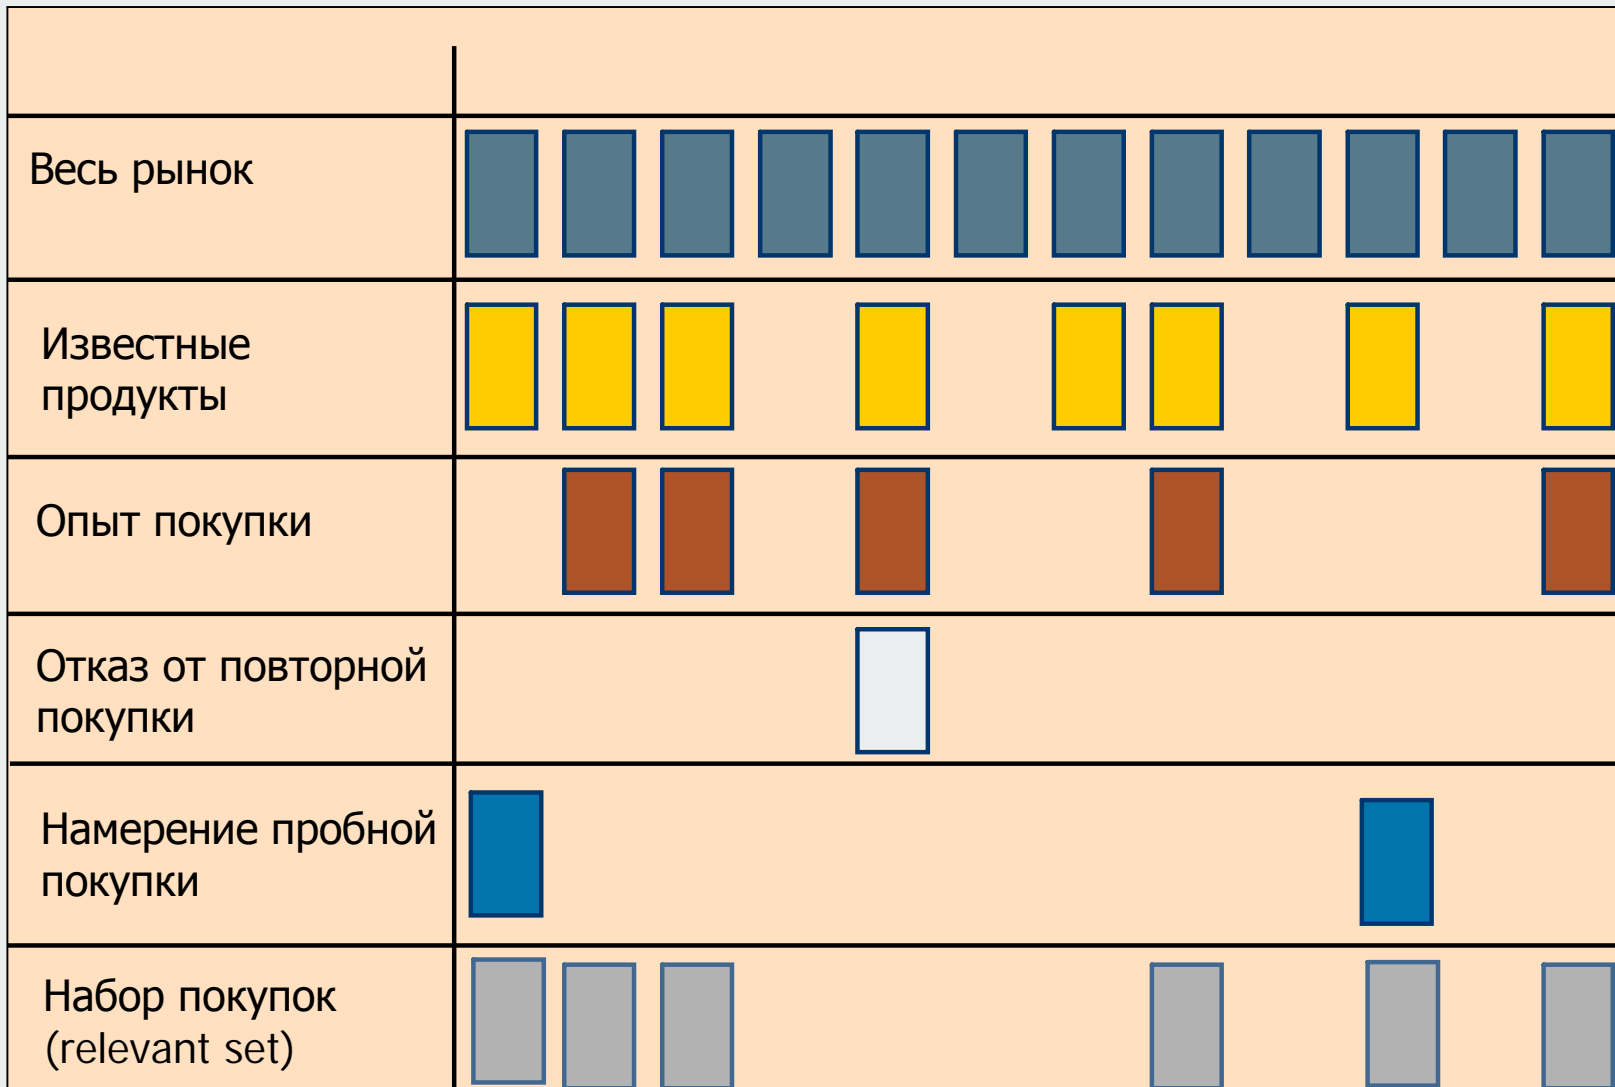 Весь рынок
Известные
продукты
Опыт покупки
Отказ от повторной
покупки
Намерение пробной
покупки
Набор покупок
(relevant set)